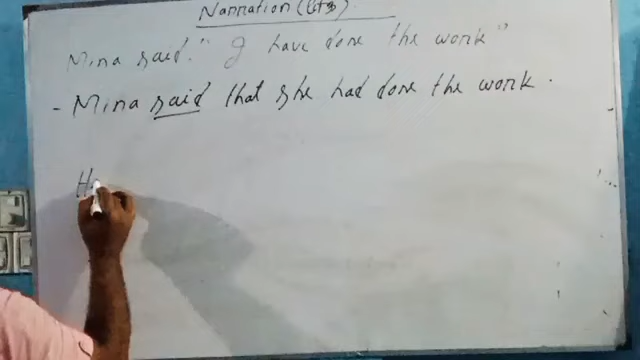 Narration (
Mina said." I have done the work"
- Mina said that she had done the work.
H